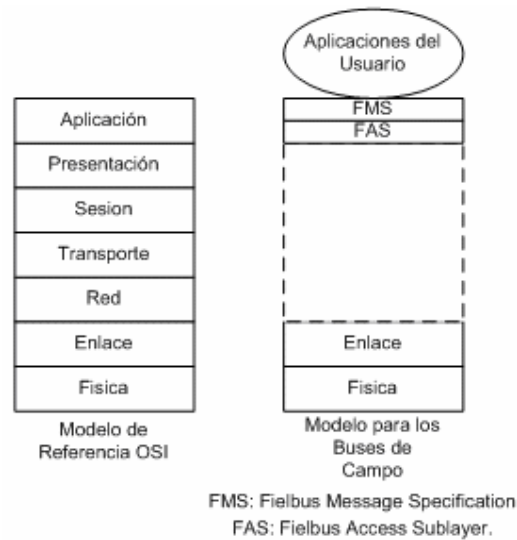 Aplicaciones del
Usuario
Aplicación
Presentación
Sesion
Transporte
Red
Enlace
Fisica
Modelo de
Referencia OSI
FMS
FAS
Enlace
Fisica
Modelo para los
Buses de
Campo
FMS: Fielbus Message Specification
FAS: Fielbus Access Sublayer.